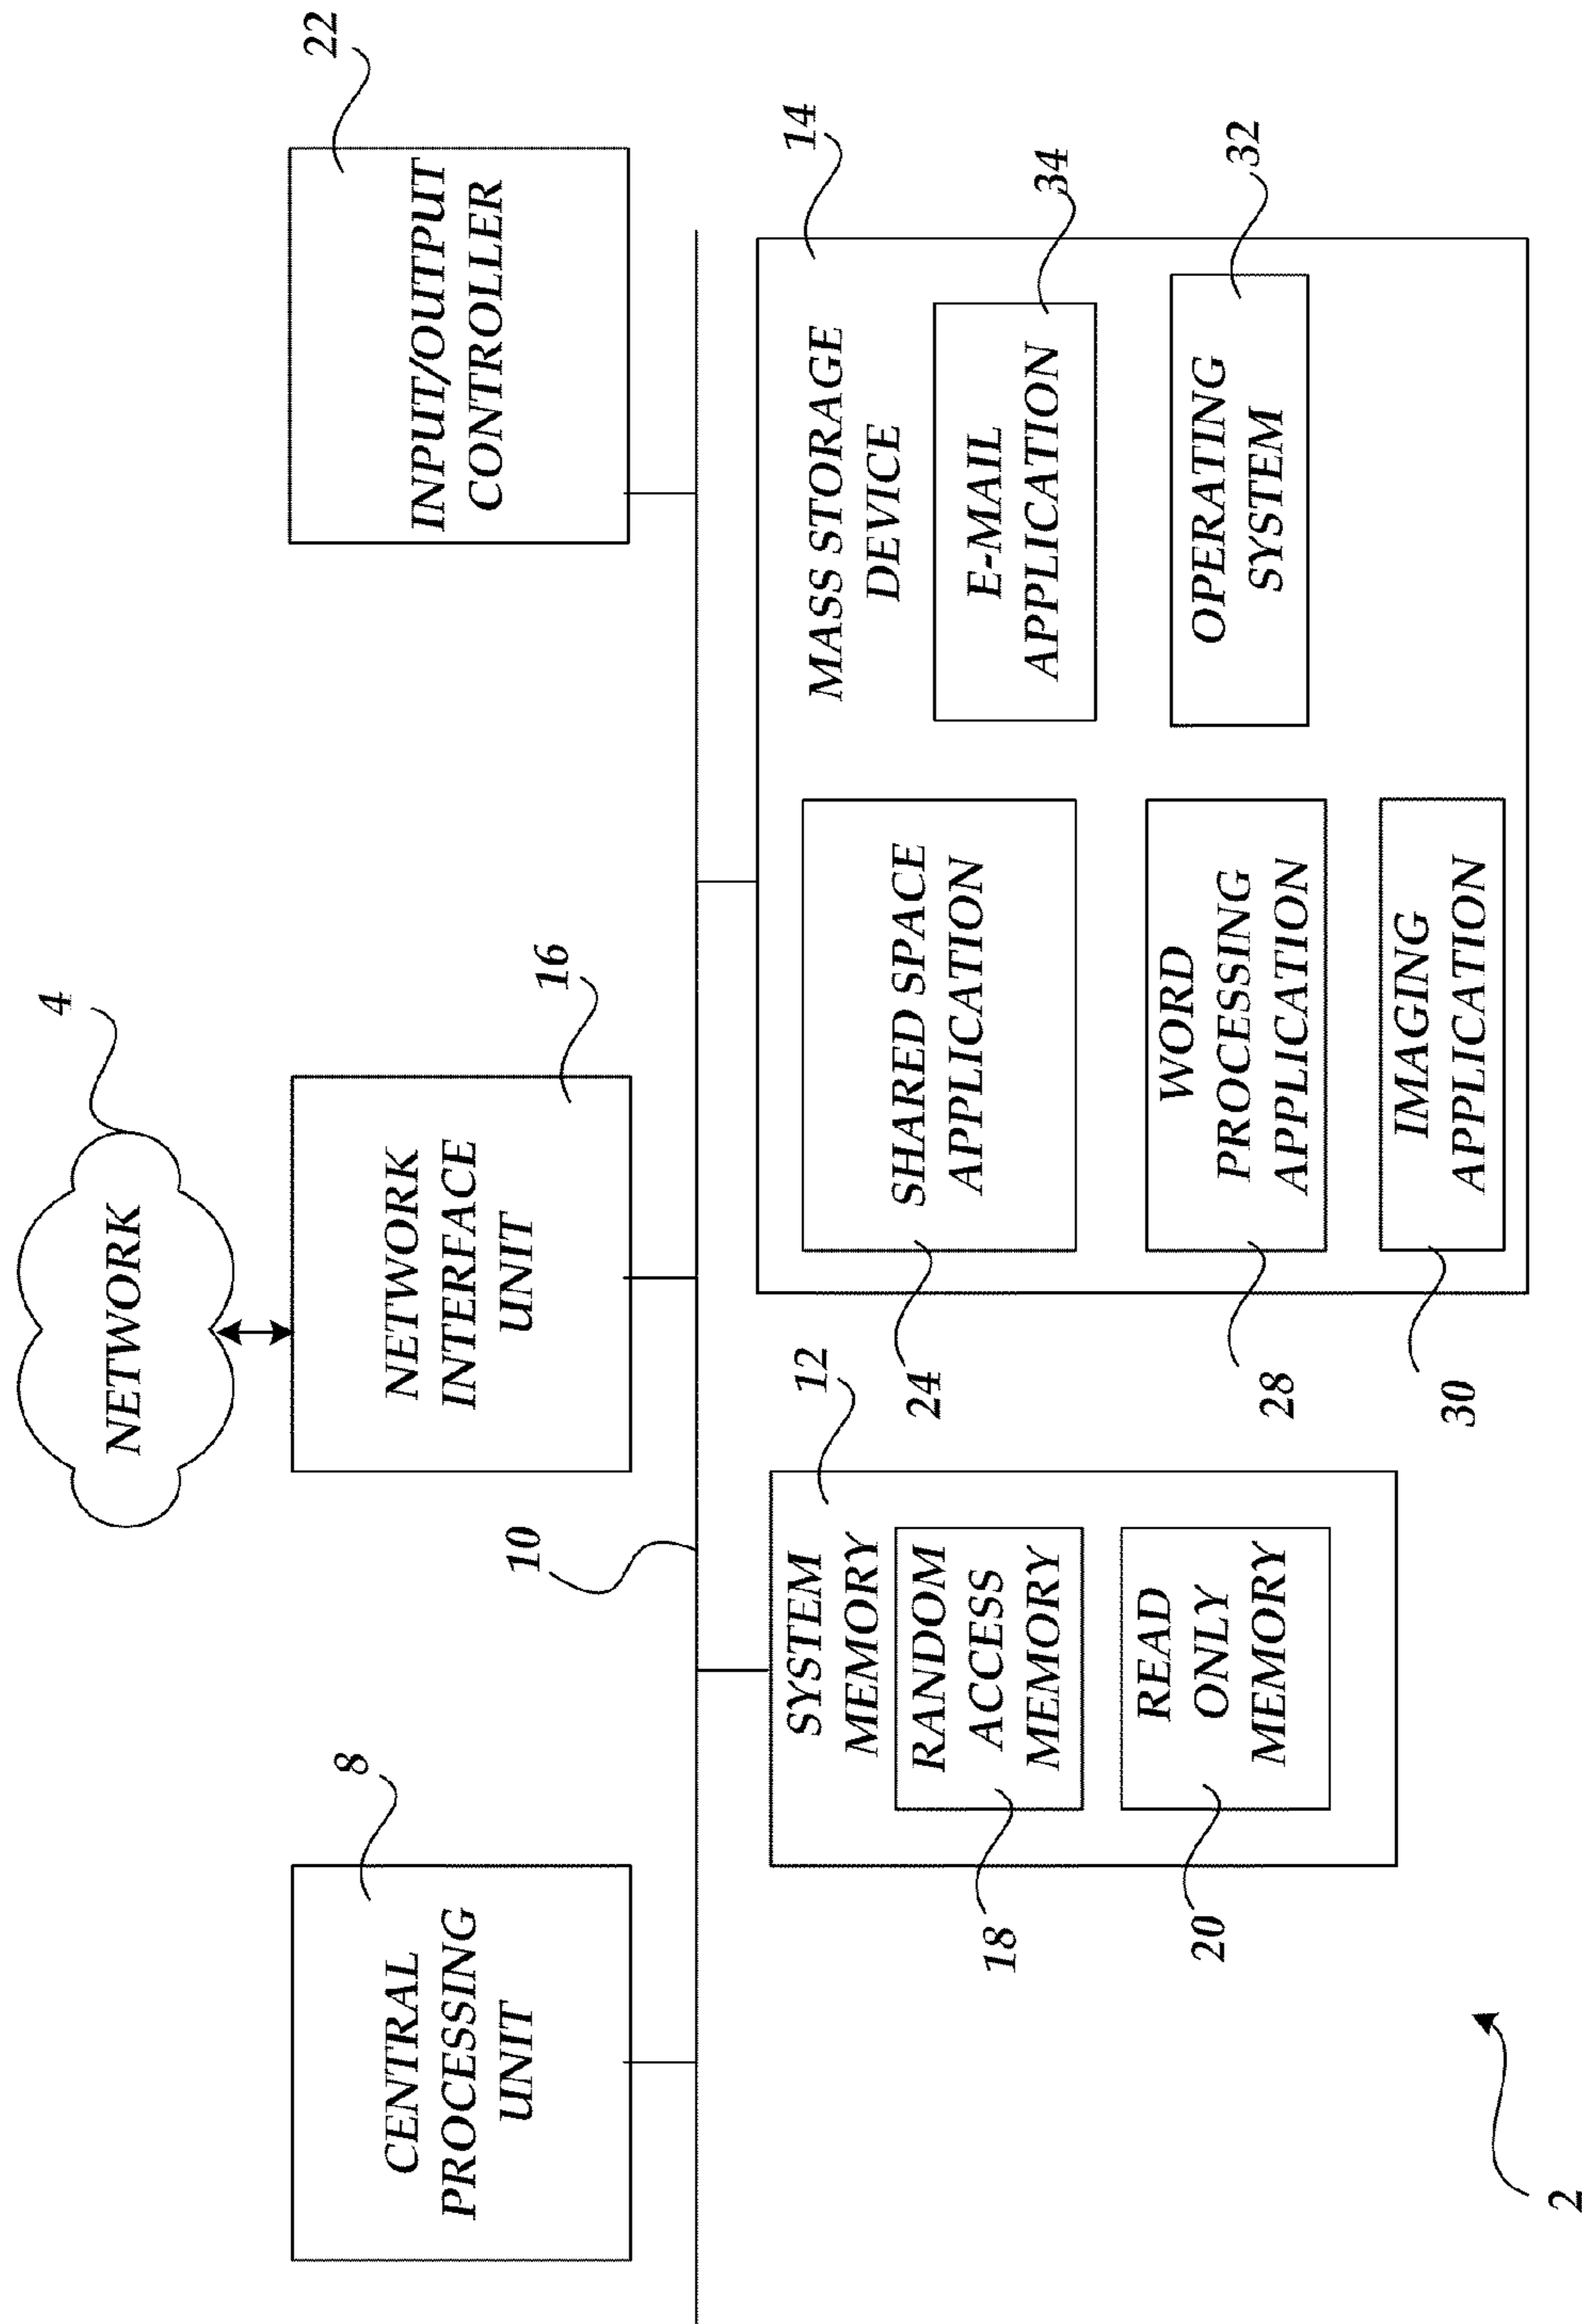 NETWORK
4
CENTRAL
PROCESSING
UNIT
8
NETWORK
INTERFACE
UNIT
16
INPUT/OUTPUT
CONTROLLER
22
10
SYSTEM
MEMORY
12
RANDOM
ACCESS
MEMORY
18
READ
ONLY
MEMORY
20
MASS STORAGE
DEVICE
14
SHARED SPACE
APPLICATION
24
E-MAIL
APPLICATION
34
WORD
PROCESSING
APPLICATION
28
OPERATING
SYSTEM
32
IMAGING
APPLICATION
30
2